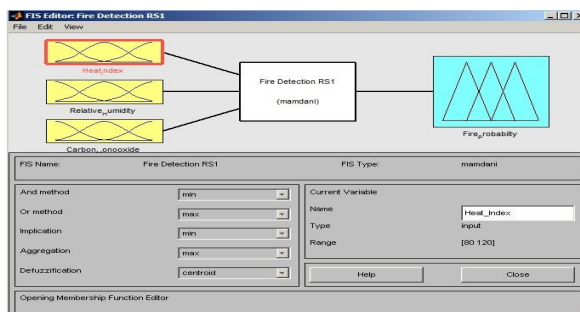 FIS Editor: Fire Detection RS1
File Edit View
Heat_Index
Relative_Humidity
Carbon_Monooxide
Fire Detection RS1
(mamdani)
Fire_Probabilty
FIS Name: Fire Detection RS1 FIS Type: mamdani
And method min
Or method max
Implication min
Aggregation max
Defuzzification centroid
Current Variable
Name Heat_Index
Type input
Range [80 120]
Help Close
Opening Membership Function Editor